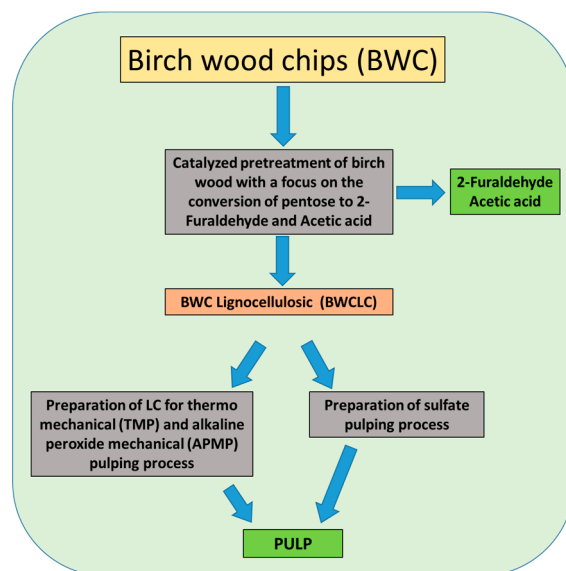 Birch wood chips (BWC)
Catalyzed pretreatment of birch
wood with a focus on the
conversion of pentose to 2-
Furaldehyde and Acetic acid
2-Furaldehyde
Acetic acid
BWC Lignocellulosic (BWCLC)
Preparation of LC for thermo
mechanical (TMP) and alkaline
peroxide mechanical (APMP)
pulping process
Preparation of sulfate
pulping process
PULP